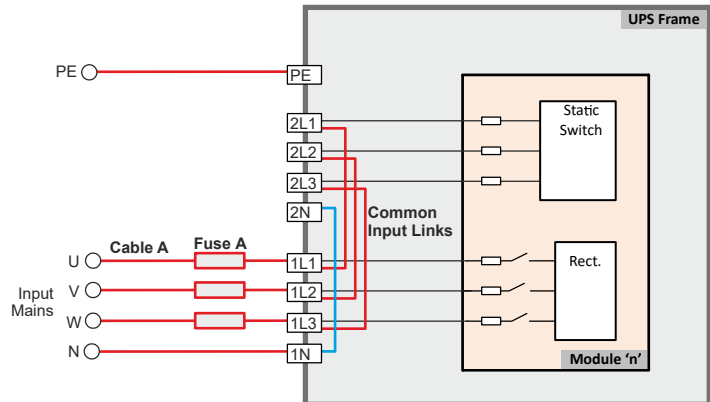 UPS Frame
PE
PE
2L1
2L2
2L3
2N
Static
Switch
Common
Input Links
Cable A
Fuse A
U
1L1
Rect.
Input
Mains
V
1L2
W
1L3
N
1N
Module ‘n’